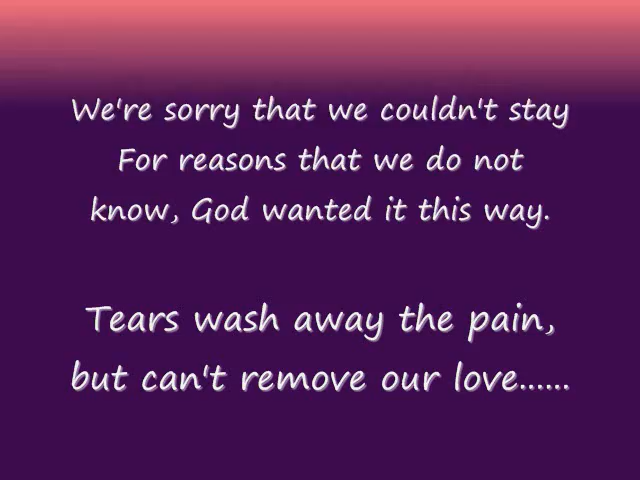 We're sorry that we couldn't stay
For reasons that we do not
know, God wanted it this way.
Tears wash away the pain,
but can't remove our love......